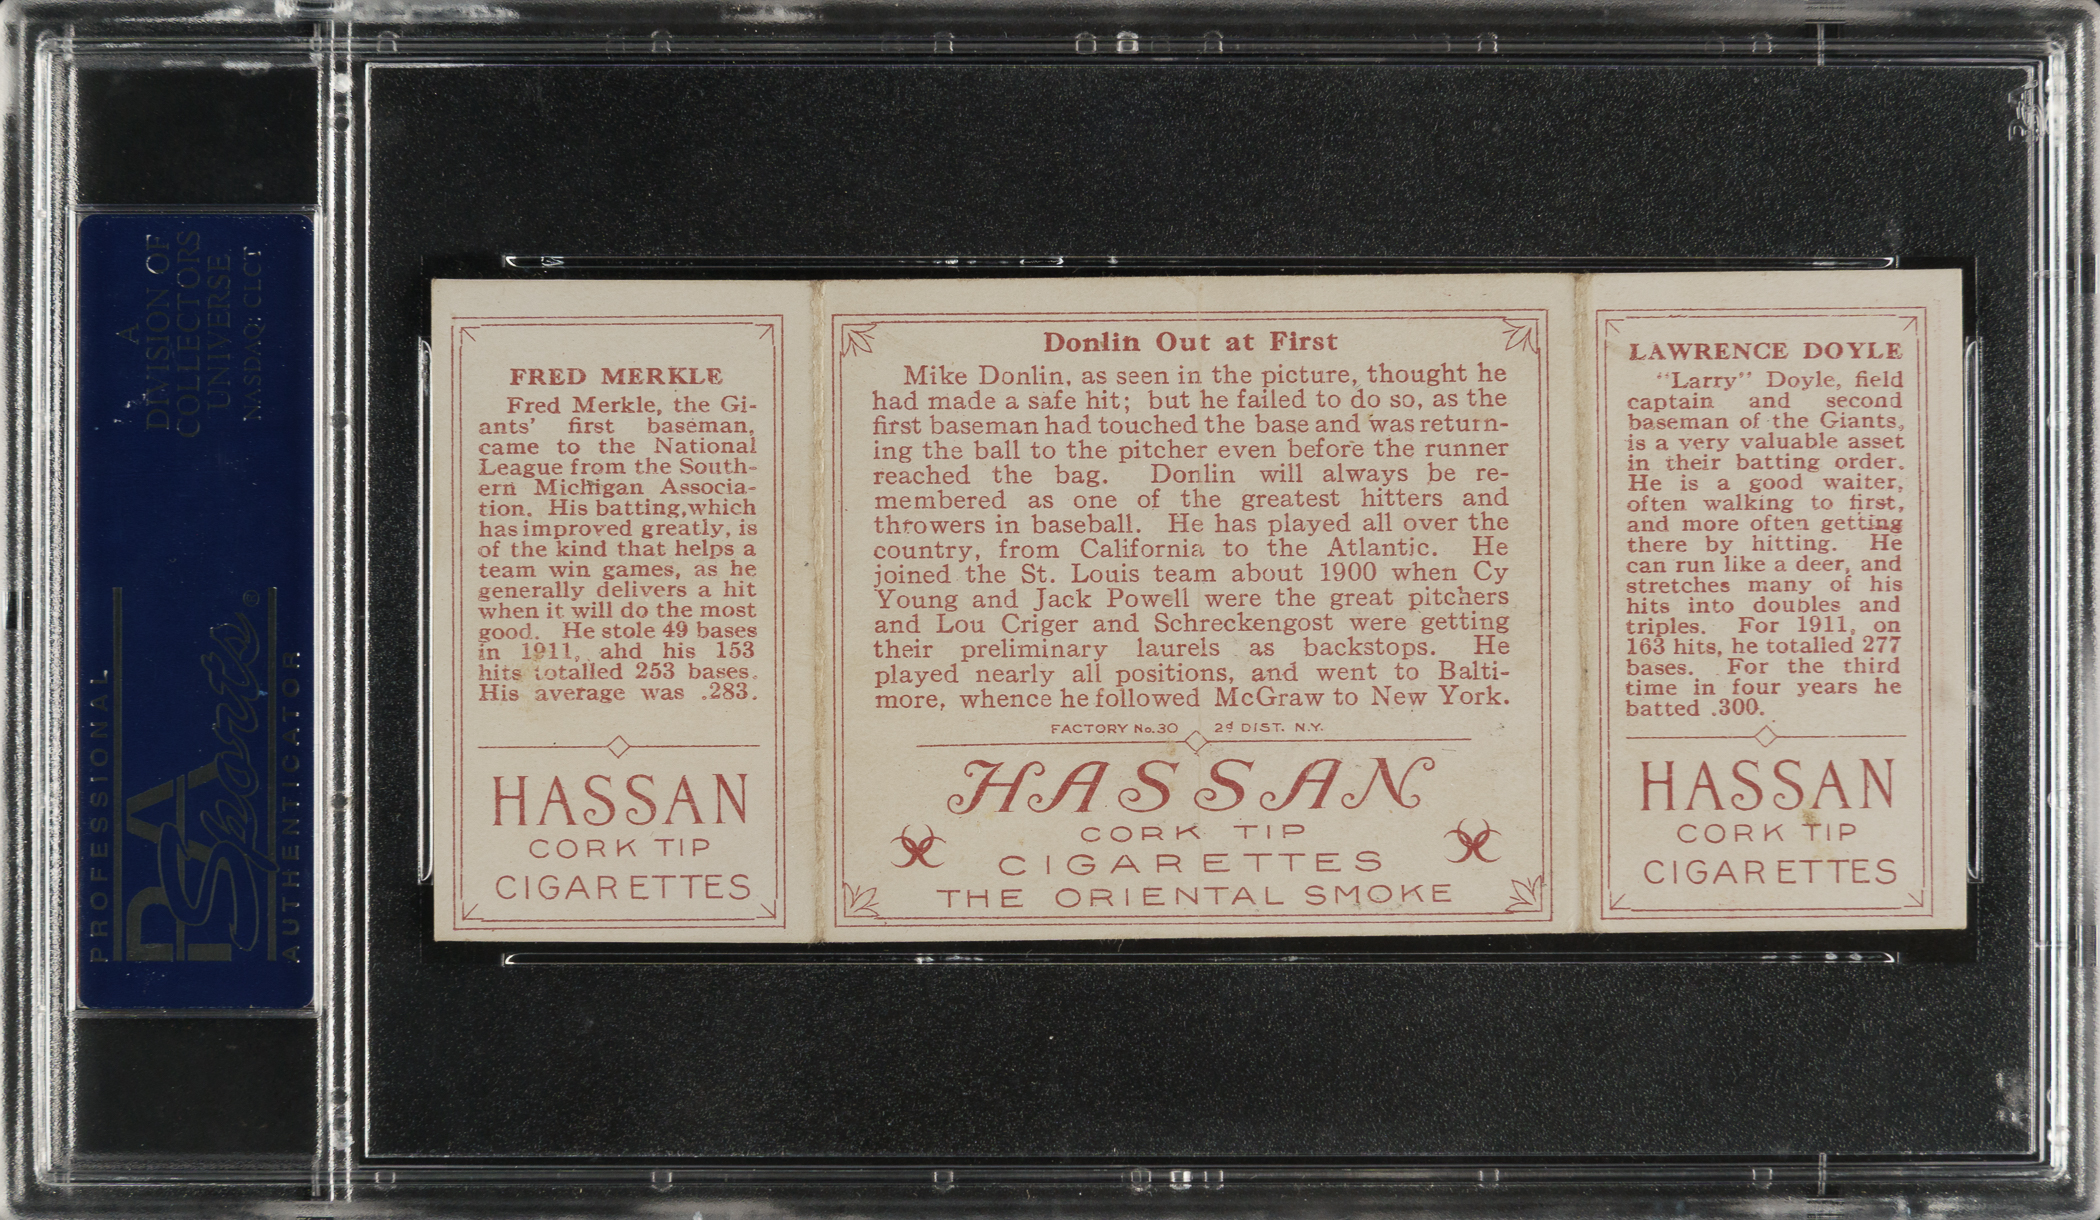 A
DIVISION OF
COLLECTORS
UNIVERSE
NASDAQ: CLCT
PROFESSIONAL
PSA
Sports®
AUTHENTICATOR
FRED MERKLE
Fred Merkle, the Gi-
ants' first baseman,
came to the National
League from the South-
ern Michigan Associa-
tion. His batting, which
has improved greatly, is
of the kind that helps a
team win games, as he
generally delivers a hit
when it will do the most
good. He stole 49 bases
in 1911, ahd his 153
hits totalled 253 bases.
His average was .283.
HASSAN
CORK TIP
CIGARETTES
Donlin Out at First
Mike Donlin, as seen in the picture, thought he
had made a safe hit; but he failed to do so, as the
first baseman had touched the base and was return-
ing the ball to the pitcher even before the runner
reached the bag. Donlin will always be re-
membered as one of the greatest hitters and
throwers in baseball. He has played all over the
country, from California to the Atlantic. He
joined the St. Louis team about 1900 when Cy
Young and Jack Powell were the great pitchers
and Lou Criger and Schreckengost were getting
their preliminary laurels as backstops. He
played nearly all positions, and went to Balti-
more, whence he followed McGraw to New York.
FACTORY No. 30 2d DIST. N.Y.
HASSAN
CORK TIP
CIGARETTES
THE ORIENTAL SMOKE
LAWRENCE DOYLE
"Larry" Doyle, field
captain and second
baseman of the Giants,
is a very valuable asset
in their batting order.
He is a good waiter,
often walking to first,
and more often getting
there by hitting. He
can run like a deer, and
stretches many of his
hits into doubles and
triples. For 1911, on
163 hits, he totalled 277
bases. For the third
time in four years he
batted .300.
HASSAN
CORK TIP
CIGARETTES